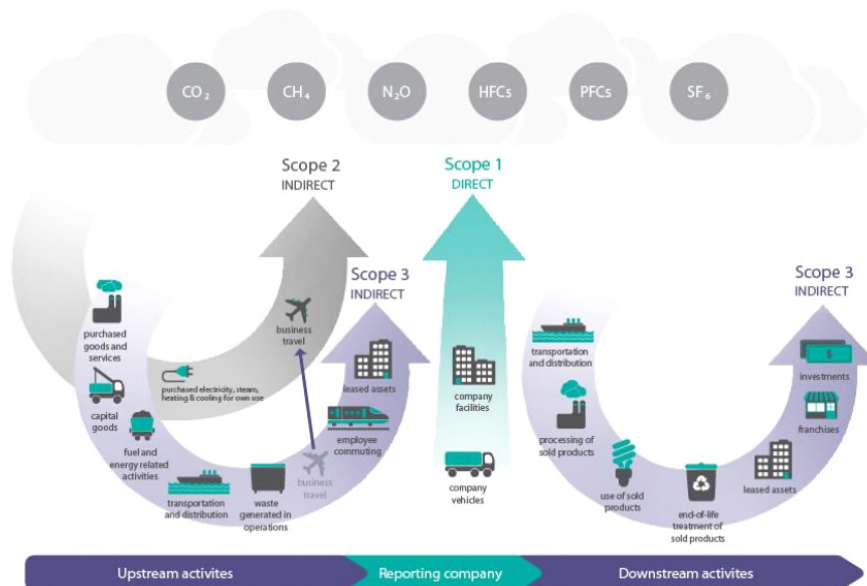 CO₂
CH₄
N₂O
HFCs
PFCs
SF₆
Scope 2
INDIRECT
Scope 1
DIRECT
Scope 3
INDIRECT
Scope 3
INDIRECT
purchased
goods and
services
capital
goods
fuel and
energy related
activities
transportation
and distribution
waste
generated in
operations
business
travel
employee
commuting
leased assets
purchased electricity, steam,
heating & cooling for own use
business
travel
company
facilities
company
vehicles
transportation
and distribution
processing of
sold products
use of sold
products
end-of-life
treatment of
sold products
leased assets
franchises
investments
$
Upstream activites
Reporting company
Downstream activites